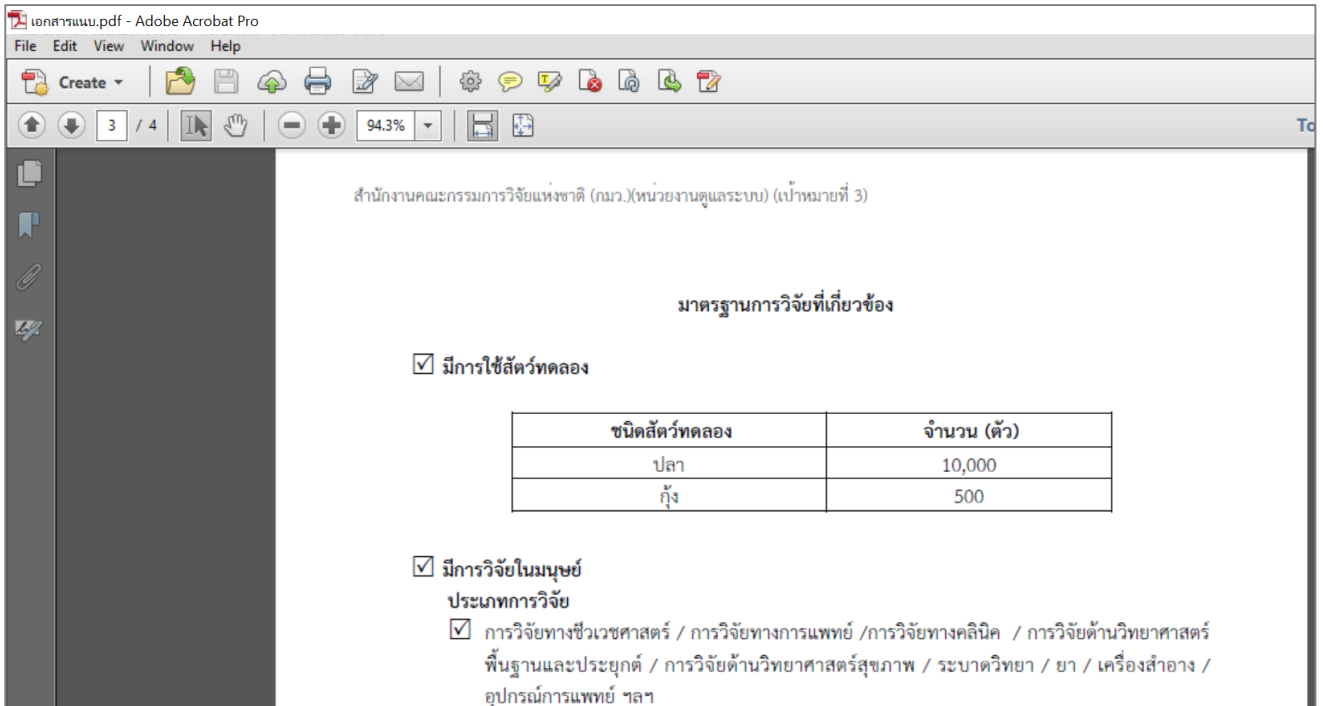 เอกสารแนบ.pdf - Adobe Acrobat Pro
File Edit View Window Help
Create
3 / 4 94.3%
สำนักงานคณะกรรมการวิจัยแห่งชาติ (กมว.)(หน่วยงานดูแลระบบ) (เป้าหมายที่ 3)
มาตรฐานการวิจัยที่เกี่ยวข้อง
☑ มีการใช้สัตว์ทดลอง
ชนิดสัตว์ทดลอง จำนวน (ตัว)
ปลา 10,000
กุ้ง 500
☑ มีการวิจัยในมนุษย์
ประเภทการวิจัย
☑ การวิจัยทางชีวเวชศาสตร์ / การวิจัยทางการแพทย์ /การวิจัยทางคลินิค / การวิจัยด้านวิทยาศาสตร์
พื้นฐานและประยุกต์ / การวิจัยด้านวิทยาศาสตร์สุขภาพ / ระบาดวิทยา / ยา / เครื่องสำอาง /
อุปกรณ์การแพทย์ ฯลฯ